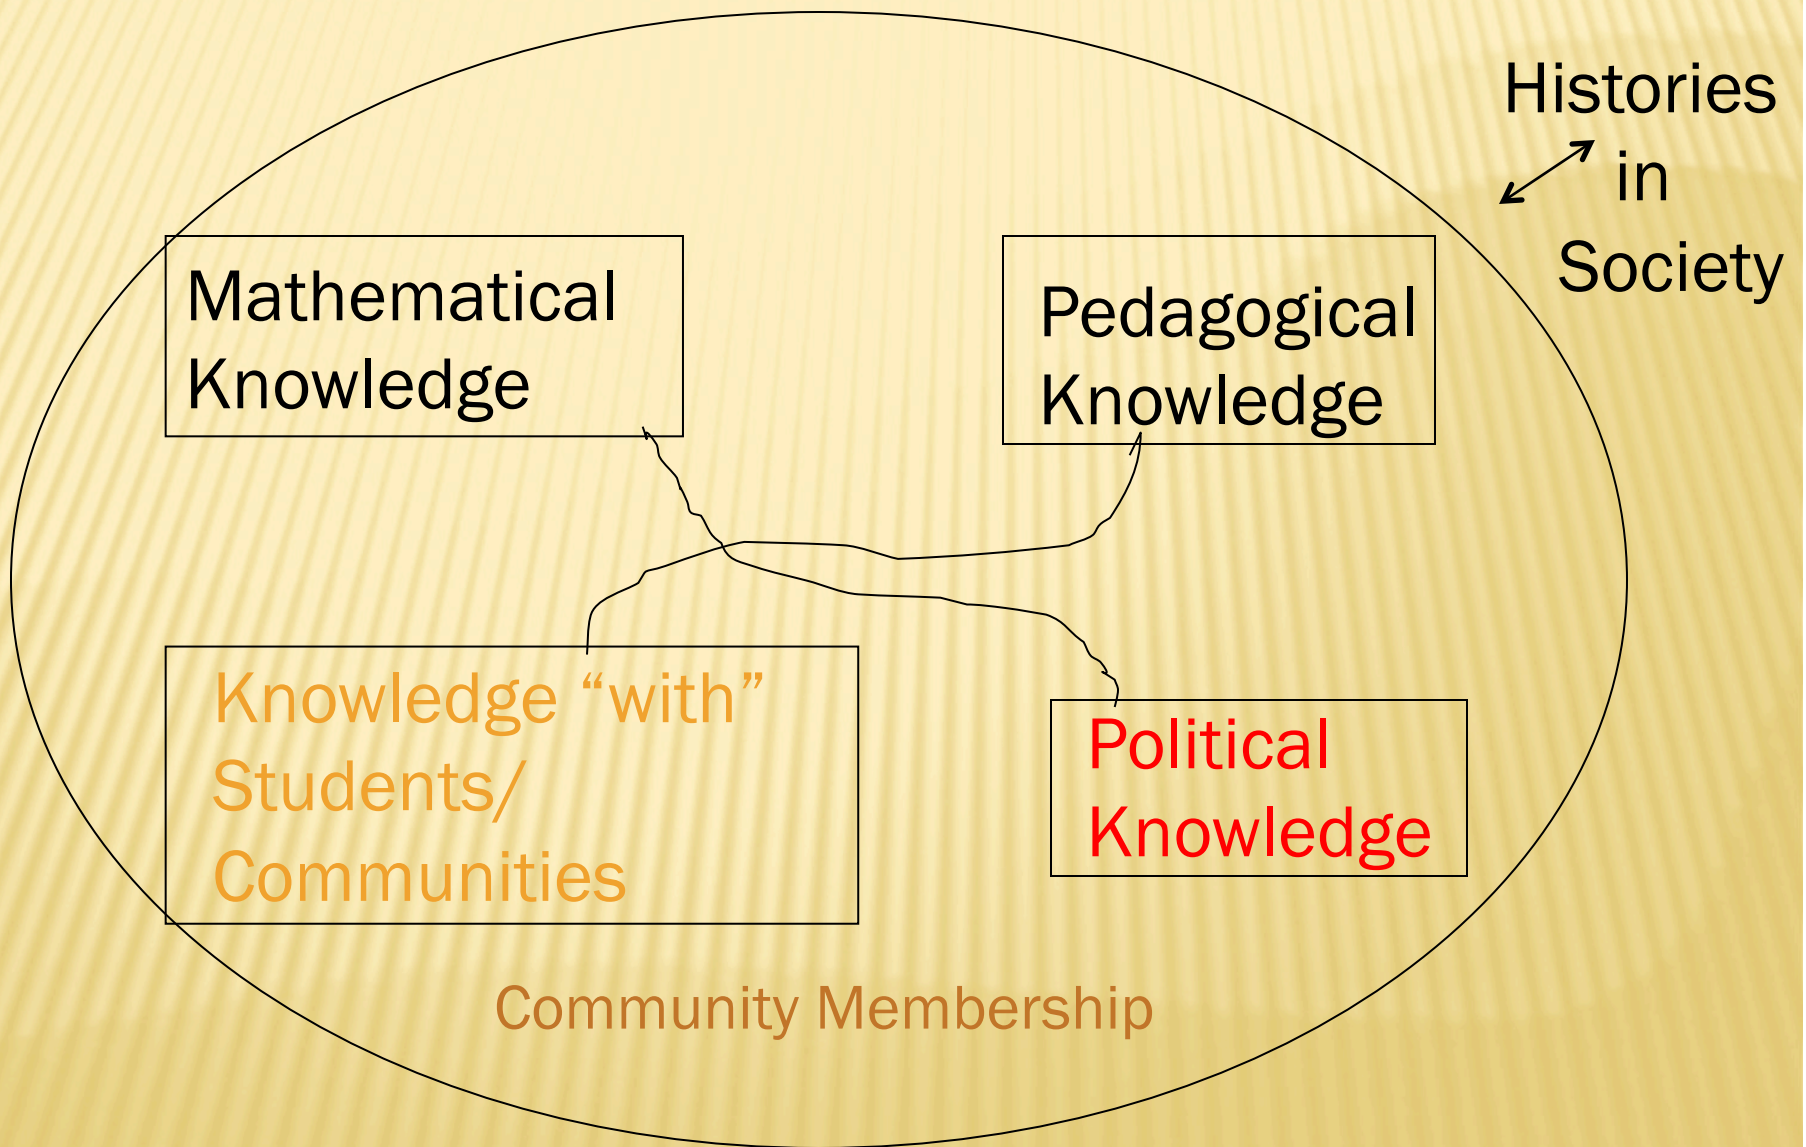 Histories
in
Society
Mathematical
Knowledge
Pedagogical
Knowledge
Knowledge “with”
Students/
Communities
Political
Knowledge
Community Membership